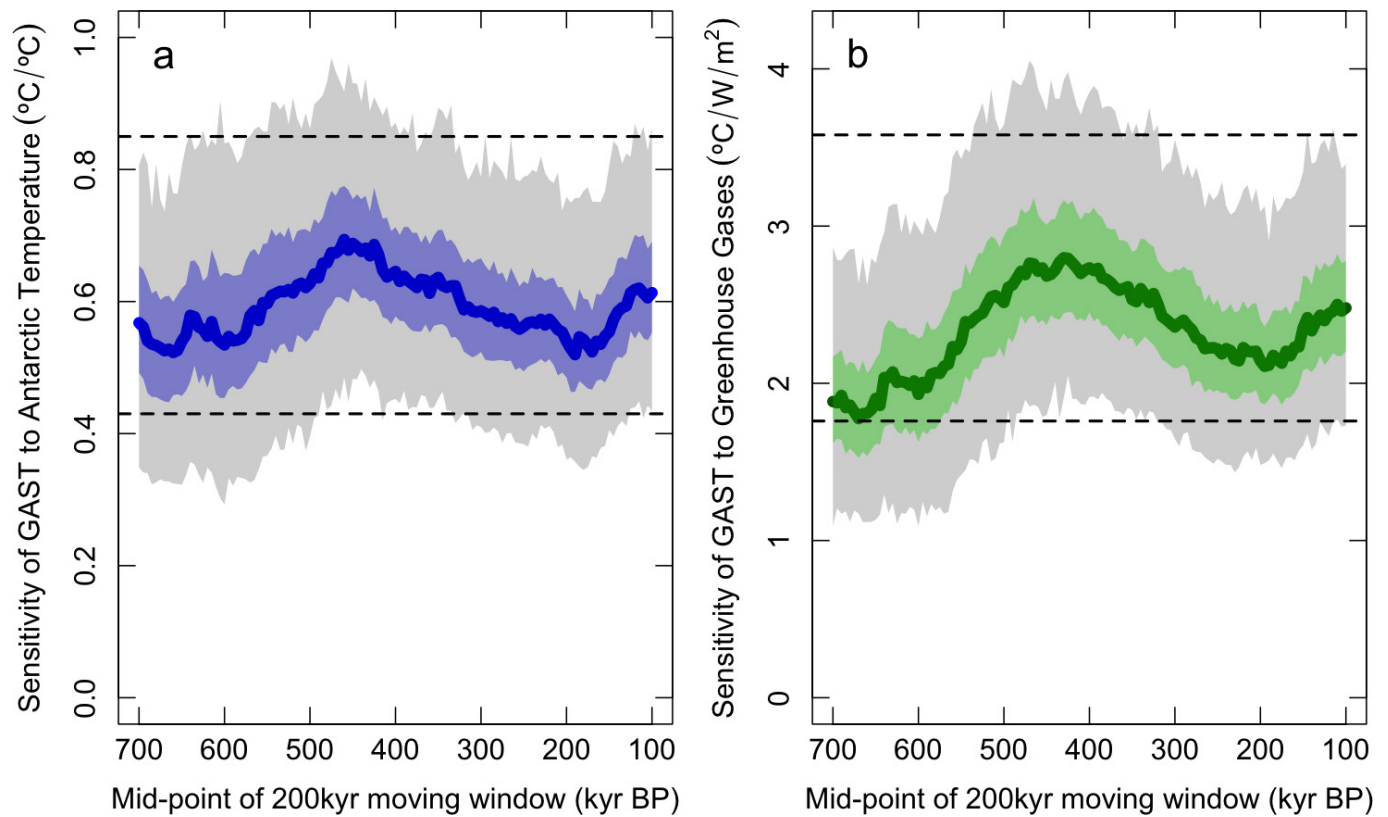 a
Sensitivity of GAST to Antarctic Temperature (ºC/ºC)
1.0
0.8
0.6
0.4
0.2
0.0
700 600 500 400 300 200 100
Mid-point of 200kyr moving window (kyr BP)
b
Sensitivity of GAST to Greenhouse Gases (ºC/W/m²)
4
3
2
1
0
700 600 500 400 300 200 100
Mid-point of 200kyr moving window (kyr BP)